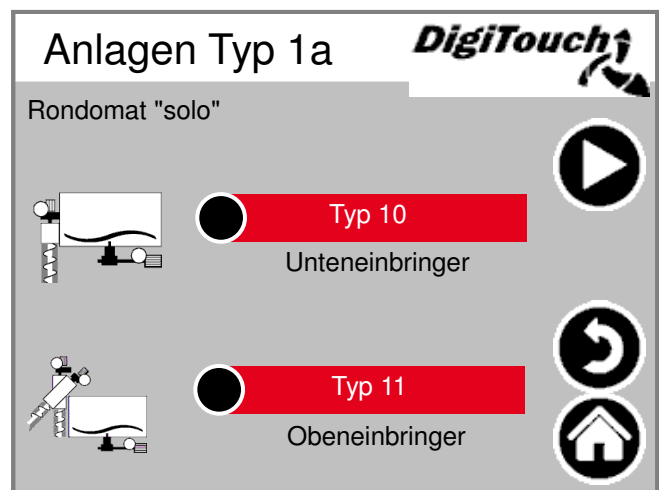 Anlagen Typ 1a
DigiTouch
Rondomat "solo"
Typ 10
Unteneinbringer
Typ 11
Obeneinbringer